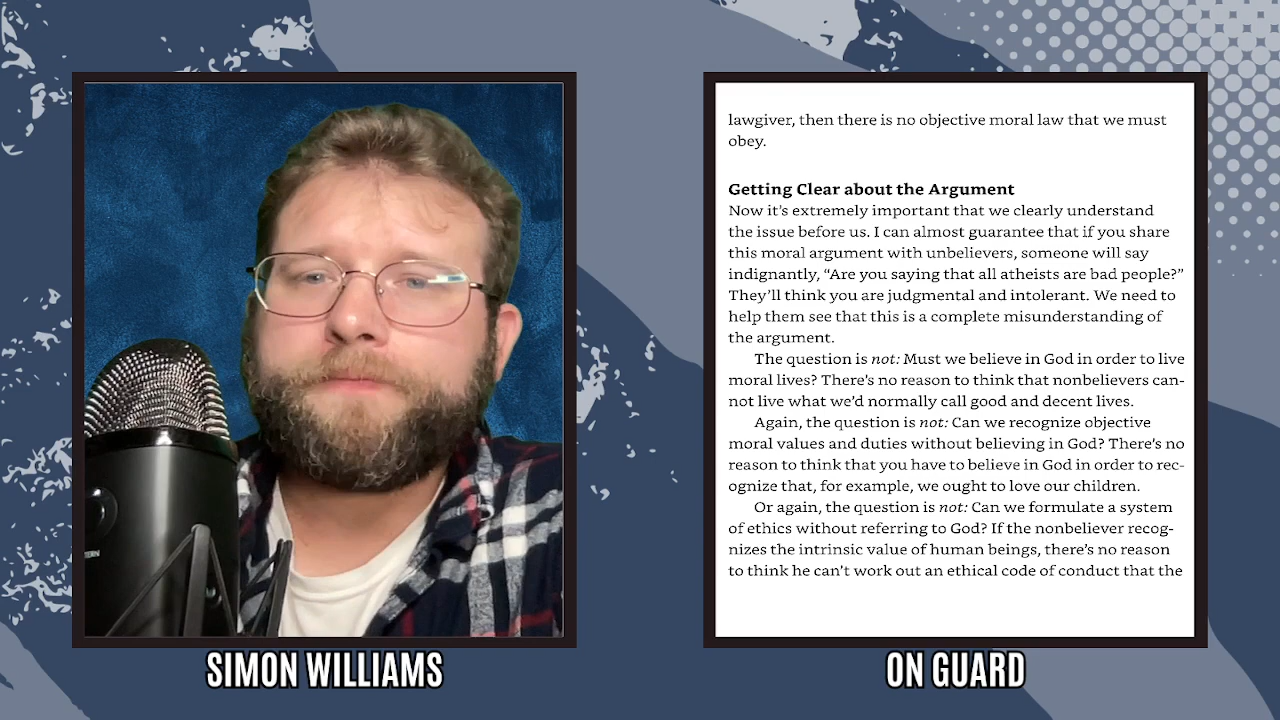 lawgiver, then there is no objective moral law that we must
obey.
Getting Clear about the Argument
Now it's extremely important that we clearly understand
the issue before us. I can almost guarantee that if you share
this moral argument with unbelievers, someone will say
indignantly, “Are you saying that all atheists are bad people?”
They'll think you are judgmental and intolerant. We need to
help them see that this is a complete misunderstanding of
the argument.
The question is not: Must we believe in God in order to live
moral lives? There's no reason to think that nonbelievers can-
not live what we'd normally call good and decent lives.
Again, the question is not: Can we recognize objective
moral values and duties without believing in God? There's no
reason to think that you have to believe in God in order to rec-
ognize that, for example, we ought to love our children.
Or again, the question is not: Can we formulate a system
of ethics without referring to God? If the nonbeliever recog-
nizes the intrinsic value of human beings, there's no reason
to think he can't work out an ethical code of conduct that the
SIMON WILLIAMS
ON GUARD